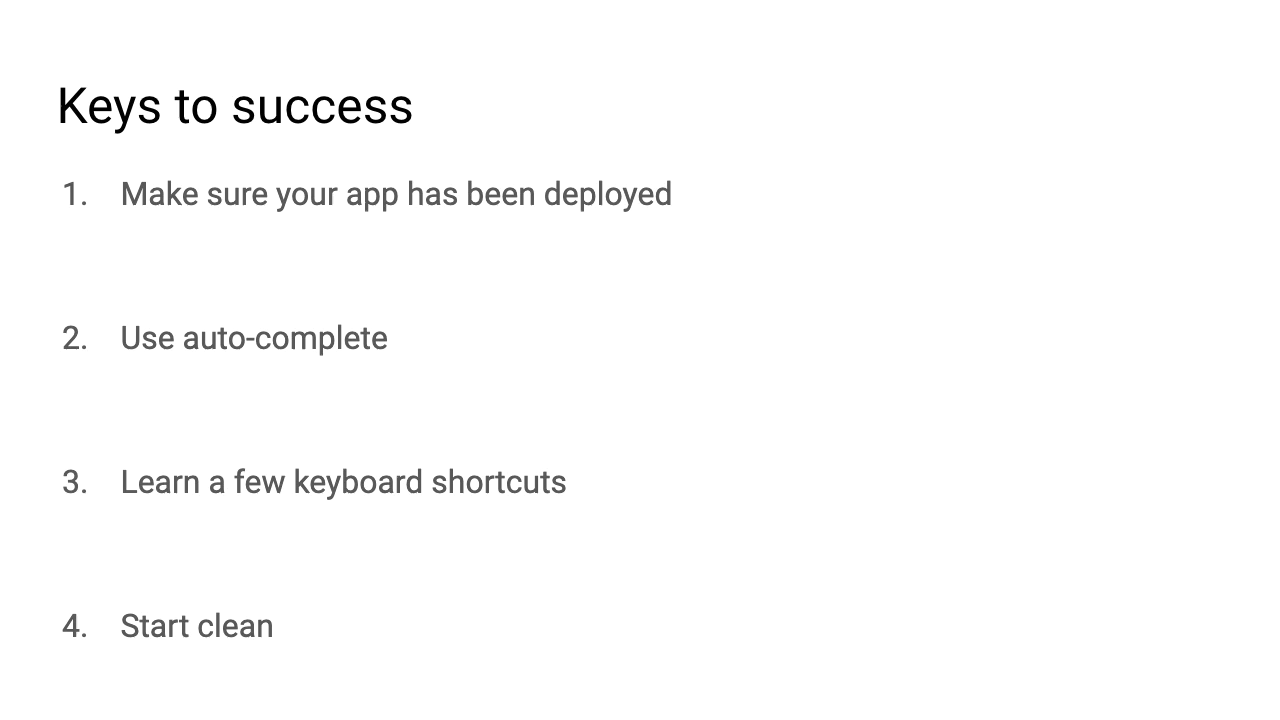 Keys to success
1. Make sure your app has been deployed
2. Use auto-complete
3. Learn a few keyboard shortcuts
4. Start clean